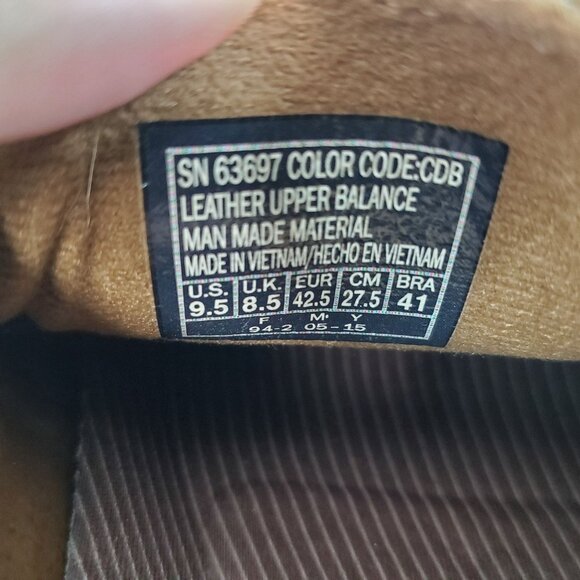 SN 63697 COLOR CODE:CDB
LEATHER UPPER BALANCE
MAN MADE MATERIAL
MADE IN VIETNAM/HECHO EN VIETNAM
U.S. U.K. EUR CM BRA
9.5 8.5 42.5 27.5 41
F M· Y
94-2 05-15